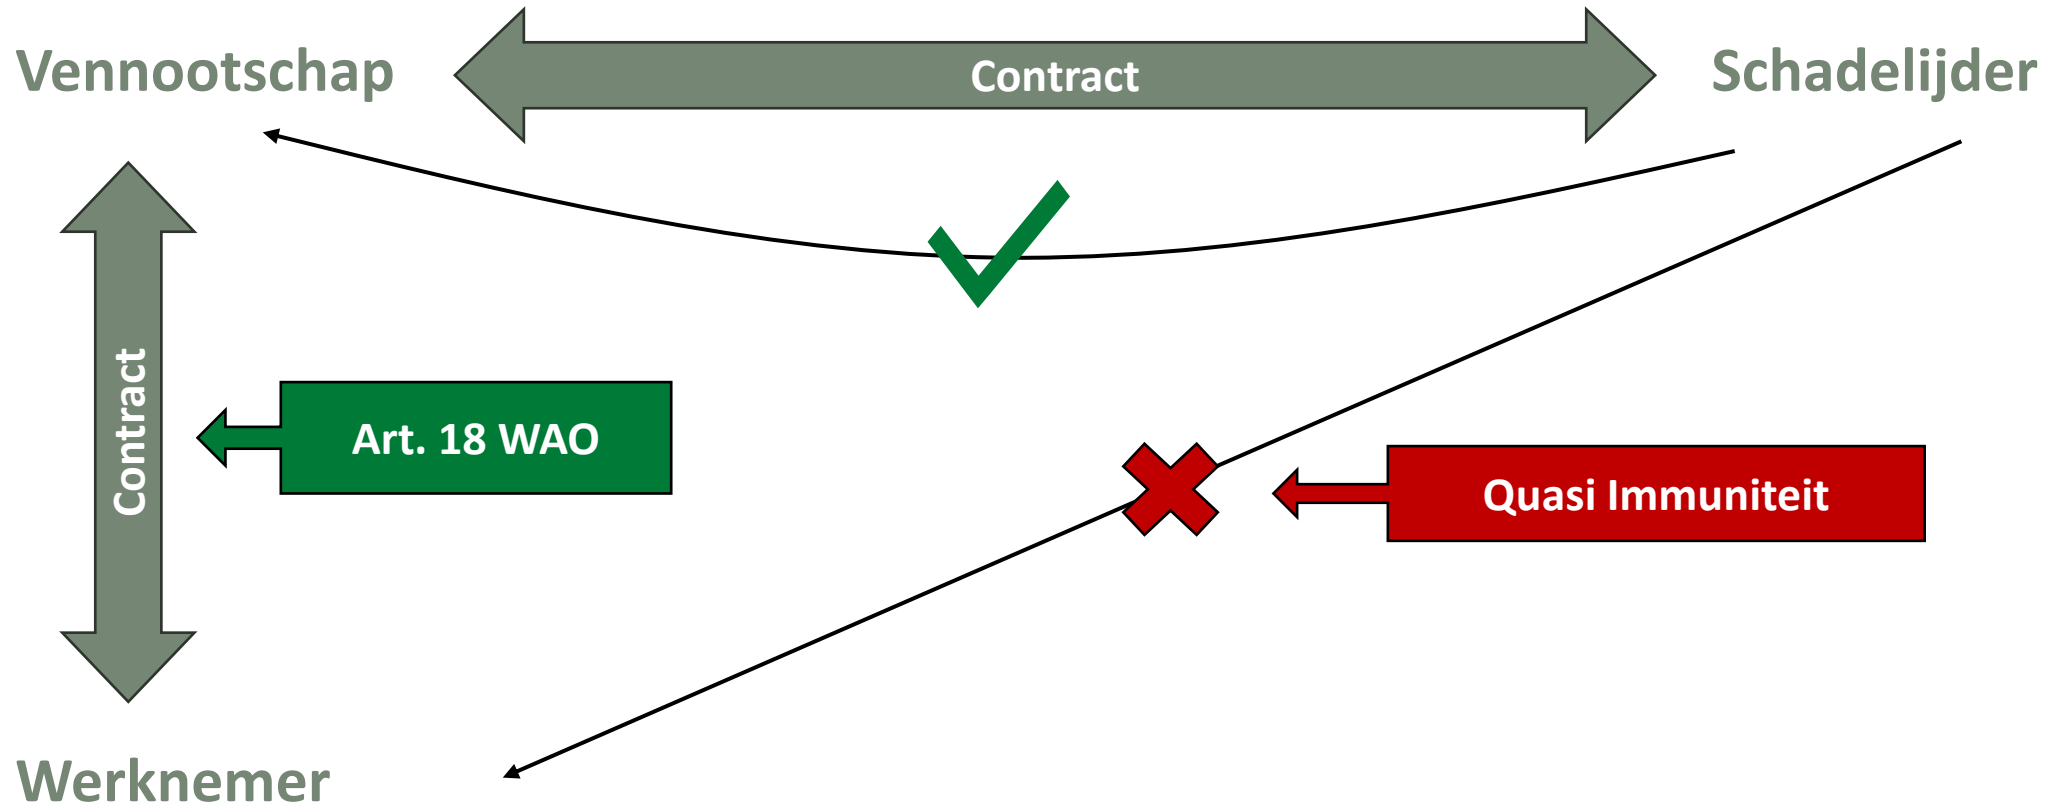 Vennootschap
Contract
Schadelijder
Contract
Art. 18 WAO
Quasi Immuniteit
Werknemer